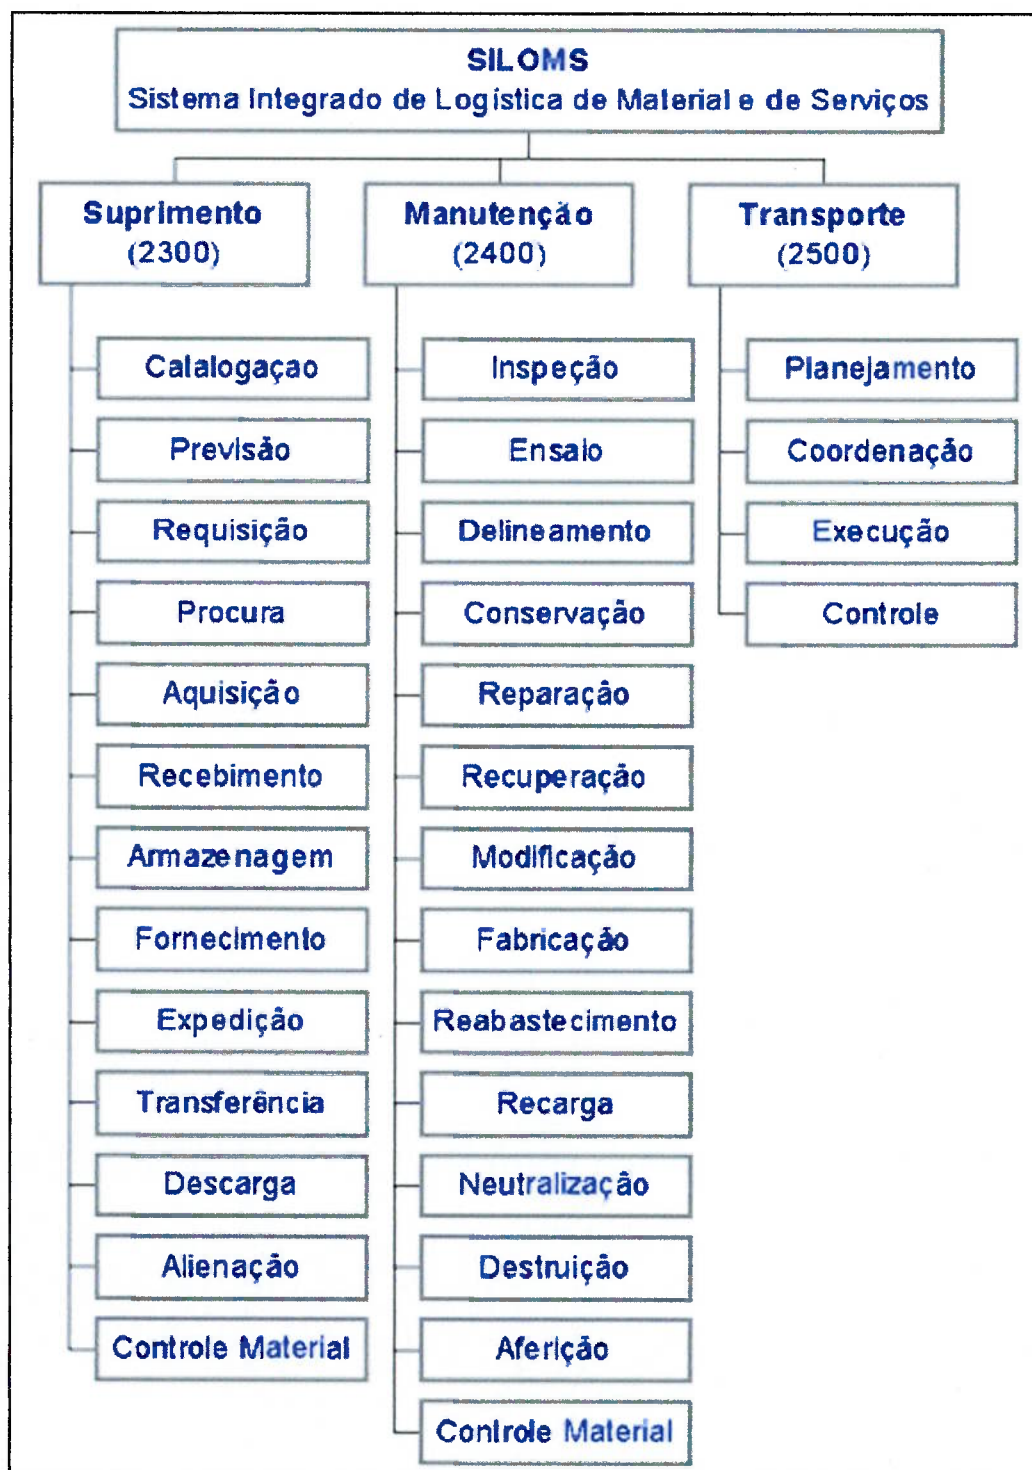 SILOMS
Sistema Integrado de Logística de Material e de Serviços
Suprimento
(2300)
Calalogaçao
Previsão
Requisição
Procura
Aquisição
Recebimento
Armazenagem
Fornecimento
Expedição
Transferência
Descarga
Alienação
Controle Material
Manutenção
(2400)
Inspeção
Ensaio
Delineamento
Conservação
Reparação
Recuperação
Modificação
Fabricação
Reabastecimento
Recarga
Neutralização
Destruição
Aferição
Controle Material
Transporte
(2500)
Planejamento
Coordenação
Execução
Controle